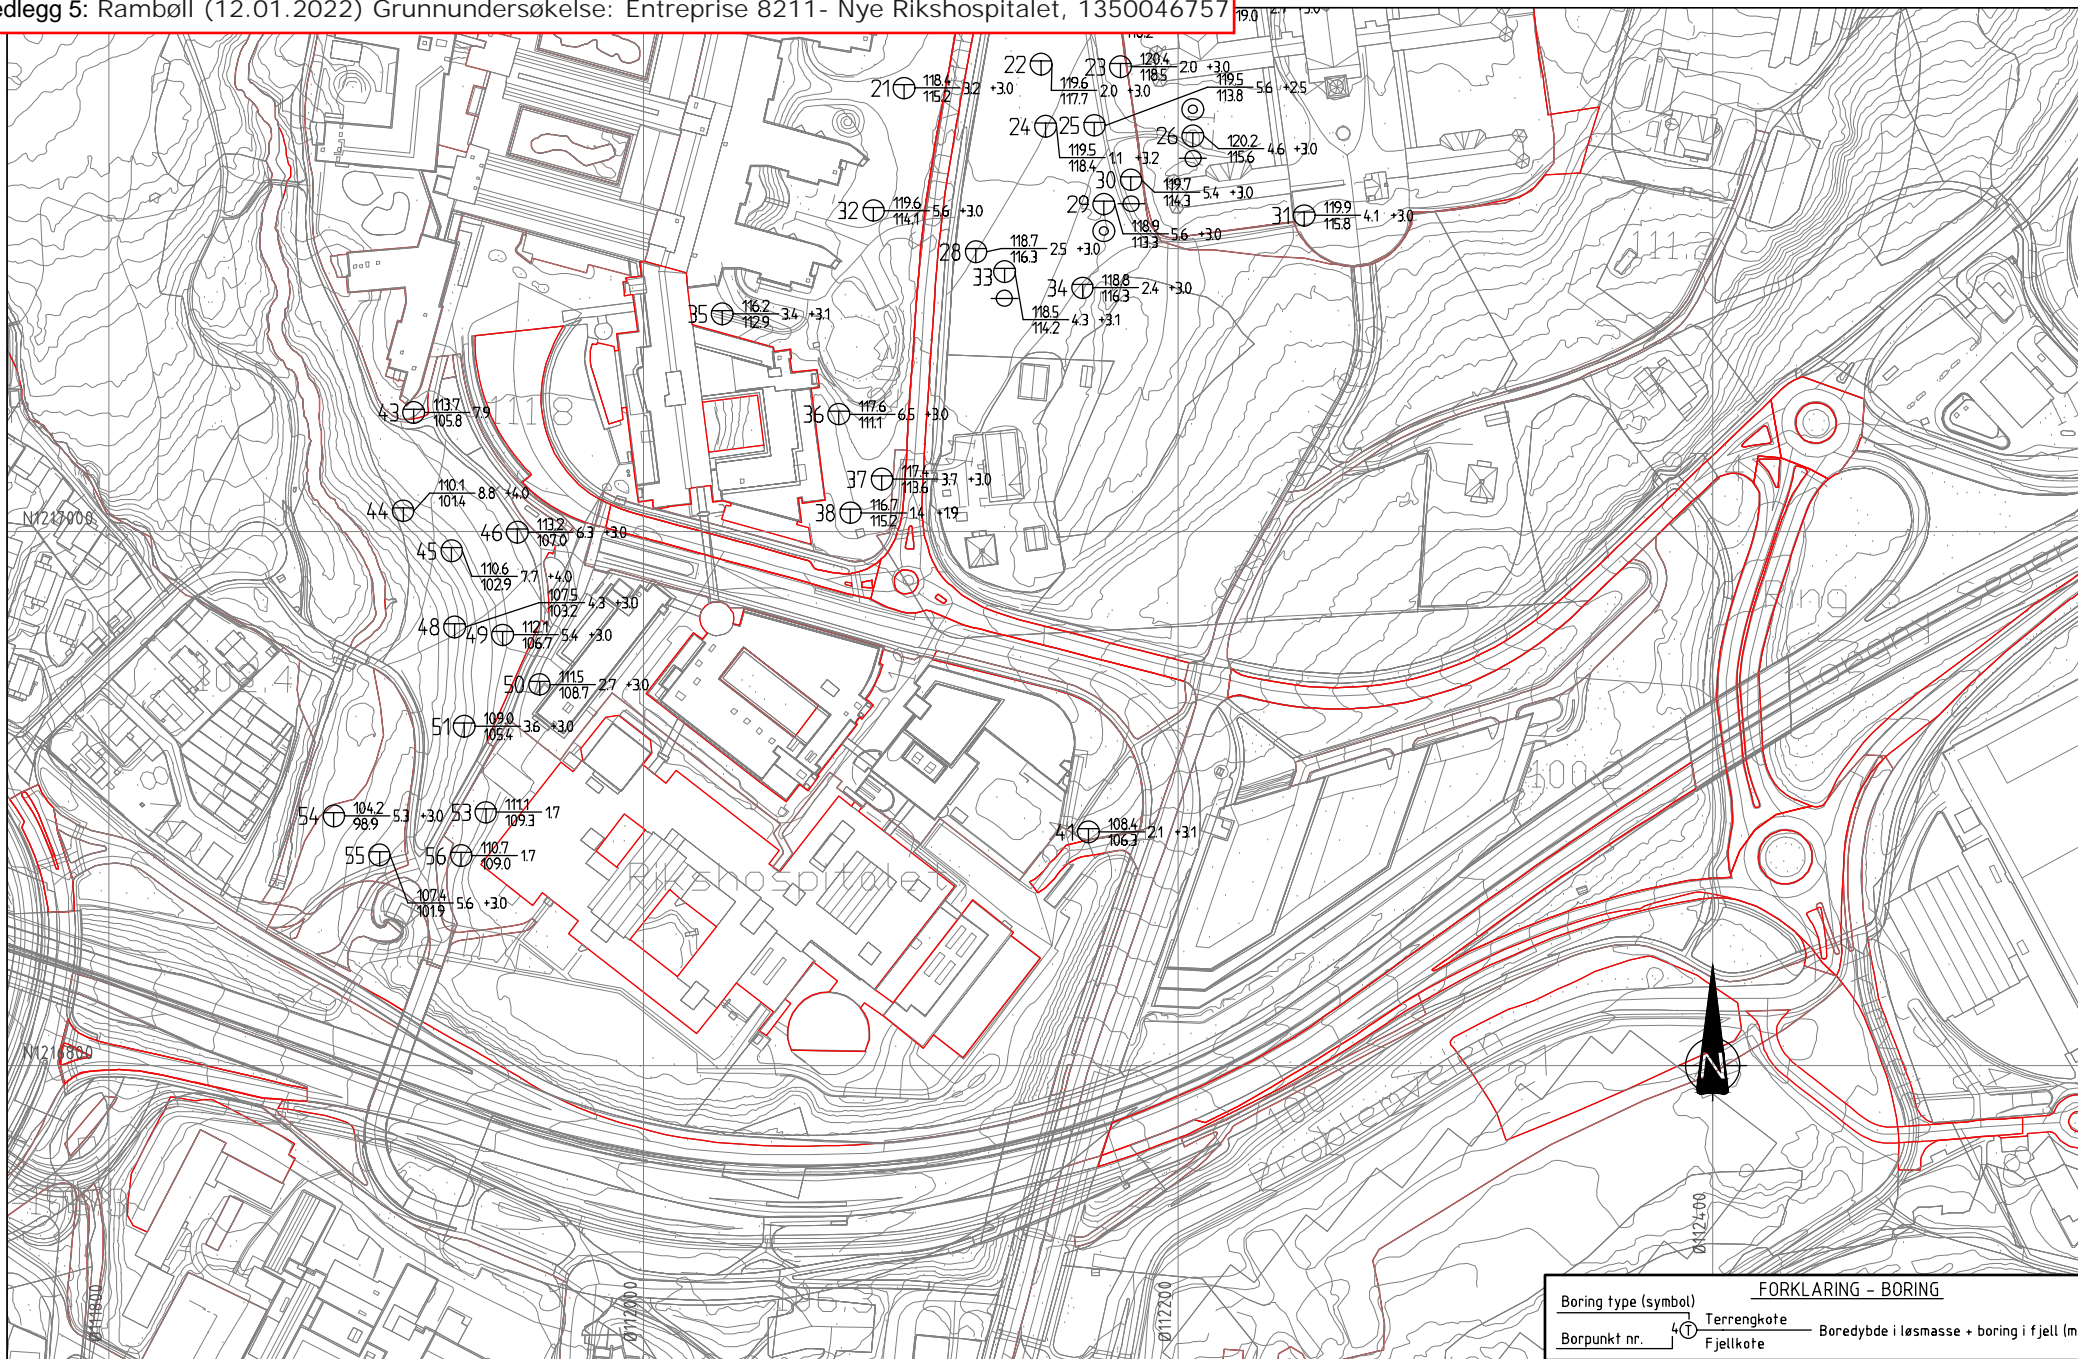 edlegg 5: Rambøll (12.01.2022) Grunnundersøkelse: Entreprise 8211- Nye Rikshospitalet, 1350046757
19.0
21 118.4 115.2 3.2 +3.0
22 119.6 117.7 2.0 +3.0
23 120.4 118.5 2.0 +3.0
24 119.5 118.4 1.1 +3.2
25 119.5 113.8 5.6 +2.5
26 120.2 115.6 4.6 +3.0
30 119.7 114.3 5.4 +3.0
29 118.9 113.3 5.6 +3.0
31 119.9 115.8 4.1 +3.0
32 119.6 114.1 5.6 +3.0
28 118.7 116.3 2.5 +3.0
33 118.5 114.2 4.3 +3.1
34 118.8 116.3 2.4 +3.0
35 116.2 112.9 3.4 +3.1
43 113.7 105.8 7.9
36 117.6 111.1 6.5 +3.0
37 117.4 113.6 3.7 +3.0
38 116.7 115.2 1.4 +1.9
44 110.1 101.4 8.8 +4.0
N1217000
46 113.2 107.0 6.3 +3.0
45 110.6 102.9 7.7 +4.0
48 107.5 103.2 4.3 +3.0
49 112.1 106.7 5.4 +3.0
Ring 3
50 111.5 108.7 2.7 +3.0
51 109.0 105.4 3.6 +3.0
54 104.2 98.9 5.3 +3.0
53 111.1 109.3 1.7
41 108.4 106.3 2.1 +3.1
55 107.4 101.9 5.6 +3.0
56 110.7 109.0 1.7
Rikshospitalet
N1216800
N
Ø111800
Ø112000
Ø112200
Ø112400
FORKLARING - BORING
Boring type (symbol)
Borpunkt nr.
4 T
Terrengkote
Fjellkote
Boredybde i løsmasse + boring i fjell (m